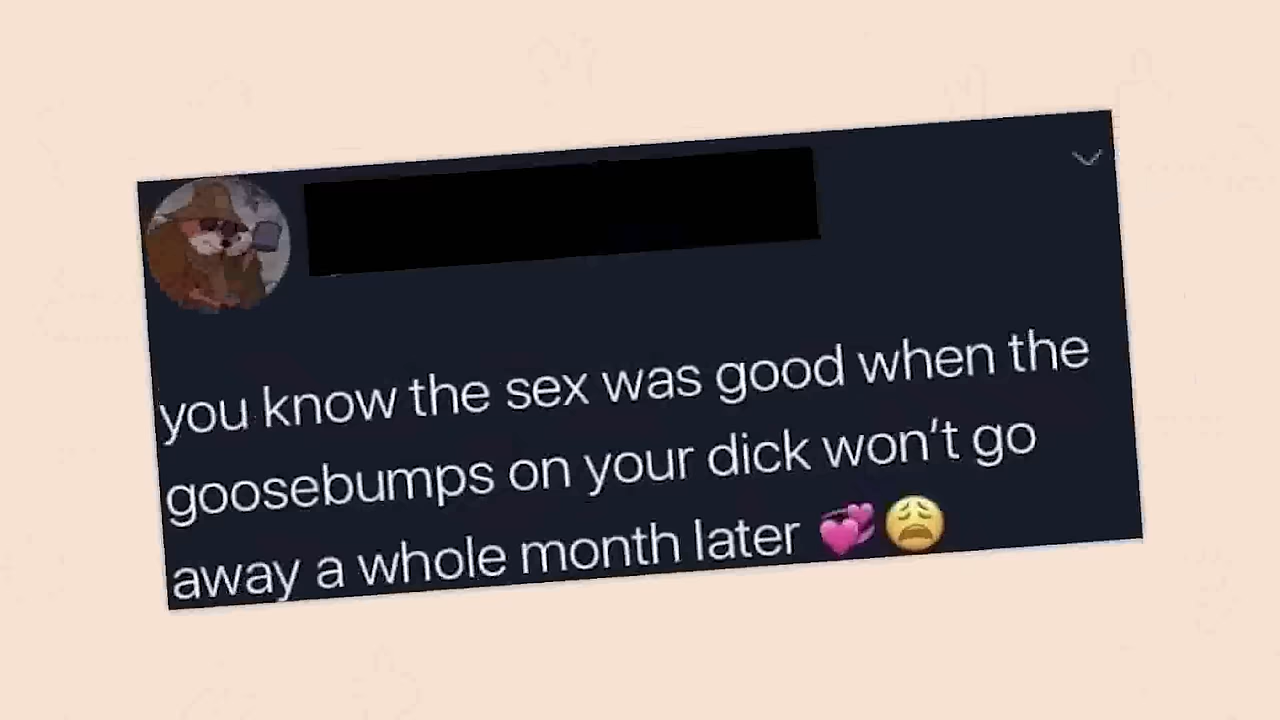 you know the sex was good when the
goosebumps on your dick won't go
away a whole month later 💞😩